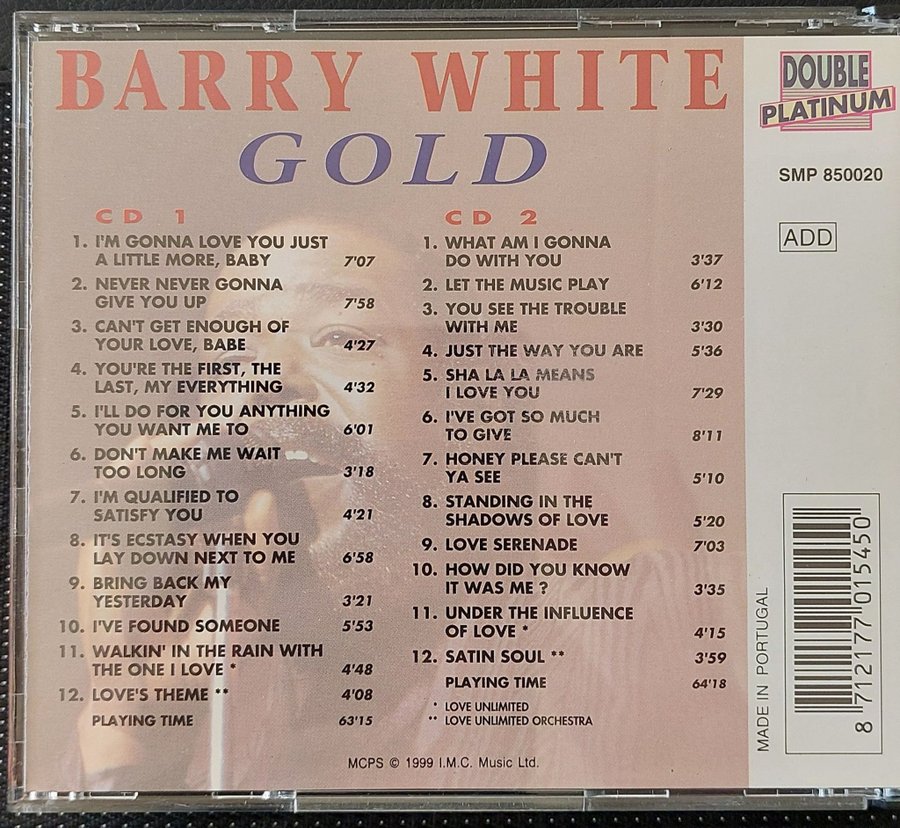 BARRY WHITE
GOLD
DOUBLE
PLATINUM
SMP 850020
ADD
CD 1
1. I'M GONNA LOVE YOU JUST
A LITTLE MORE, BABY 7'07
2. NEVER NEVER GONNA
GIVE YOU UP 7'58
3. CAN'T GET ENOUGH OF
YOUR LOVE, BABE 4'27
4. YOU'RE THE FIRST, THE
LAST, MY EVERYTHING 4'32
5. I'LL DO FOR YOU ANYTHING
YOU WANT ME TO 6'01
6. DON'T MAKE ME WAIT
TOO LONG 3'18
7. I'M QUALIFIED TO
SATISFY YOU 4'21
8. IT'S ECSTASY WHEN YOU
LAY DOWN NEXT TO ME 6'58
9. BRING BACK MY
YESTERDAY 3'21
10. I'VE FOUND SOMEONE 5'53
11. WALKIN' IN THE RAIN WITH
THE ONE I LOVE * 4'48
12. LOVE'S THEME ** 4'08
PLAYING TIME 63'15
CD 2
1. WHAT AM I GONNA
DO WITH YOU 3'37
2. LET THE MUSIC PLAY 6'12
3. YOU SEE THE TROUBLE
WITH ME 3'30
4. JUST THE WAY YOU ARE 5'36
5. SHA LA LA MEANS
I LOVE YOU 7'29
6. I'VE GOT SO MUCH
TO GIVE 8'11
7. HONEY PLEASE CAN'T
YA SEE 5'10
8. STANDING IN THE
SHADOWS OF LOVE 5'20
9. LOVE SERENADE 7'03
10. HOW DID YOU KNOW
IT WAS ME ? 3'35
11. UNDER THE INFLUENCE
OF LOVE * 4'15
12. SATIN SOUL ** 3'59
PLAYING TIME 64'18
* LOVE UNLIMITED
** LOVE UNLIMITED ORCHESTRA
MCPS © 1999 I.M.C. Music Ltd.
MADE IN PORTUGAL
8 712177 015450